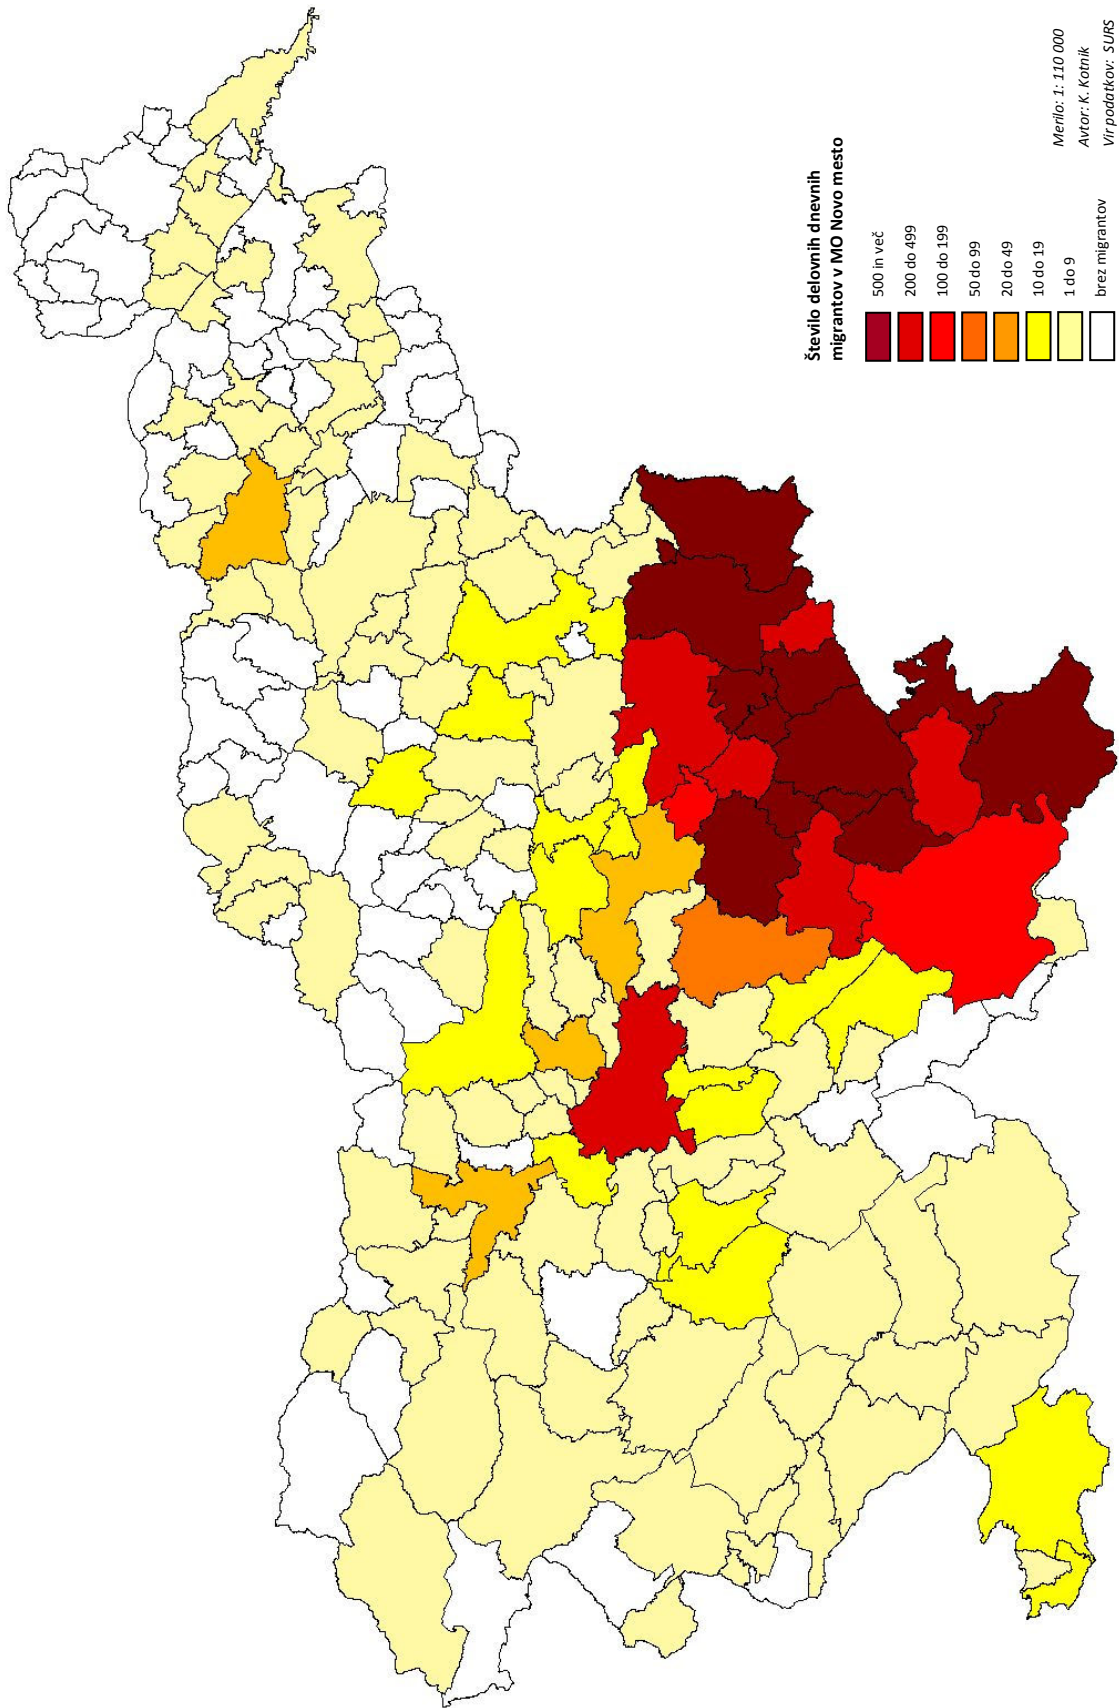 Število delovnih dnevnih
migrantov v MO Novo mesto
500 in več
200 do 499
100 do 199
50 do 99
20 do 49
10 do 19
1 do 9
brez migrantov
Merilo: 1: 110 000
Avtor: K. Kotnik
Vir podatkov: SURS